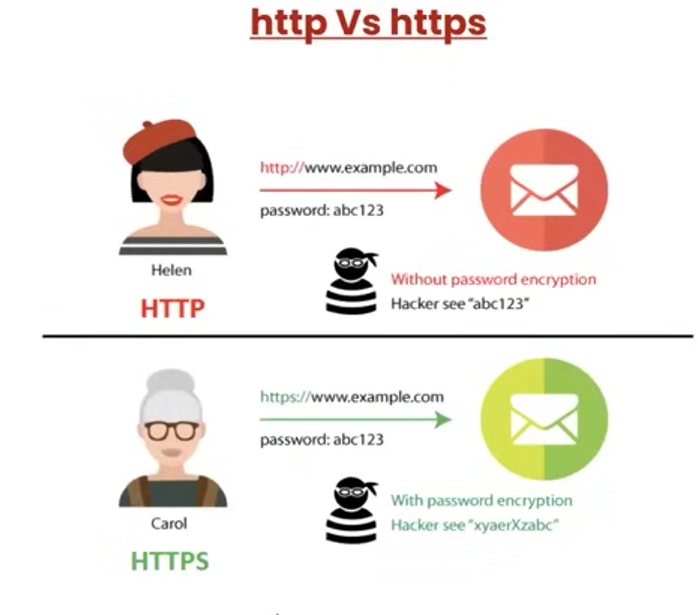 http Vs https
http://www.example.com
password: abc123
Helen
HTTP
Without password encryption
Hacker see "abc123"
https://www.example.com
password: abc123
Carol
HTTPS
With password encryption
Hacker see "xyaerXzabc"